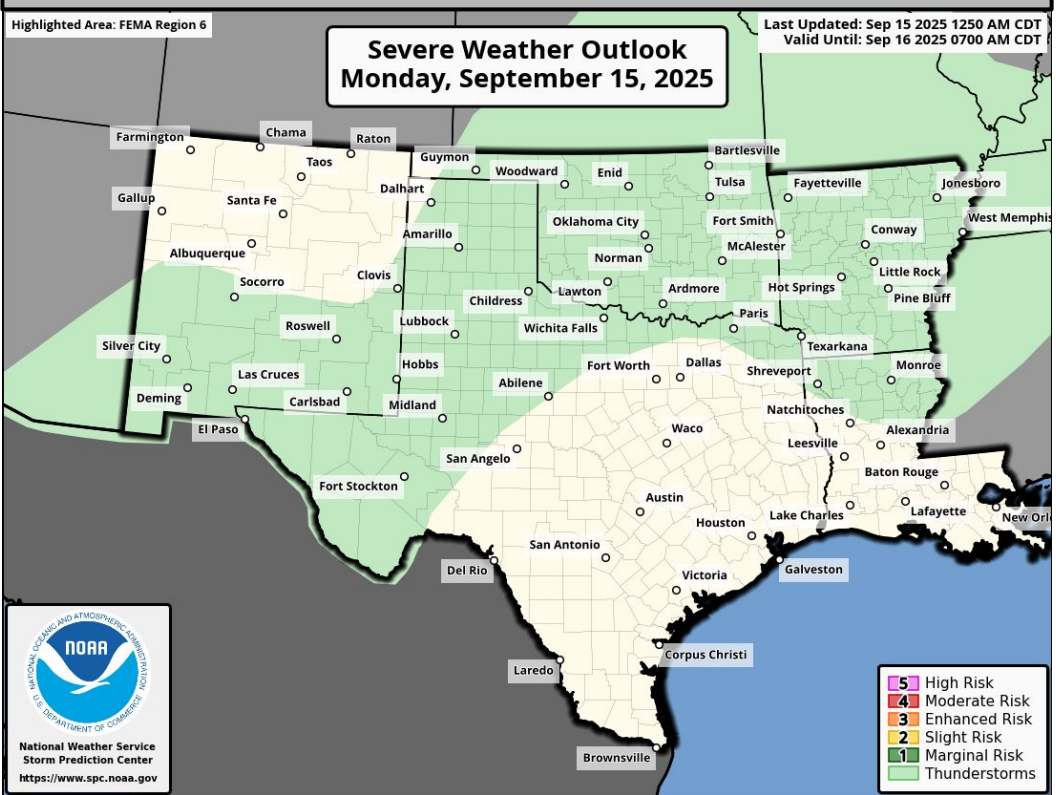 Highlighted Area: FEMA Region 6
Severe Weather Outlook
Monday, September 15, 2025
Last Updated: Sep 15 2025 1250 AM CDT
Valid Until: Sep 16 2025 0700 AM CDT
Farmington
Chama
Raton
Taos
Gallup
Santa Fe
Albuquerque
Socorro
Clovis
Roswell
Silver City
Las Cruces
Deming
Carlsbad
Hobbs
El Paso
Guymon
Woodward
Enid
Bartlesville
Tulsa
Oklahoma City
Norman
McAlester
Lawton
Ardmore
Dalhart
Amarillo
Childress
Lubbock
Wichita Falls
Paris
Fort Worth
Dallas
Abilene
Midland
San Angelo
Fort Stockton
Waco
Austin
Houston
San Antonio
Del Rio
Victoria
Galveston
Corpus Christi
Laredo
Brownsville
Fayetteville
Jonesboro
West Memphis
Fort Smith
Conway
Little Rock
Hot Springs
Pine Bluff
Texarkana
Shreveport
Monroe
Natchitoches
Alexandria
Leesville
Baton Rouge
Lake Charles
Lafayette
New Orl
NATIONAL OCEANIC AND ATMOSPHERIC ADMINISTRATION
NOAA
U.S. DEPARTMENT OF COMMERCE
National Weather Service
Storm Prediction Center
https://www.spc.noaa.gov
5 High Risk
4 Moderate Risk
3 Enhanced Risk
2 Slight Risk
1 Marginal Risk
Thunderstorms